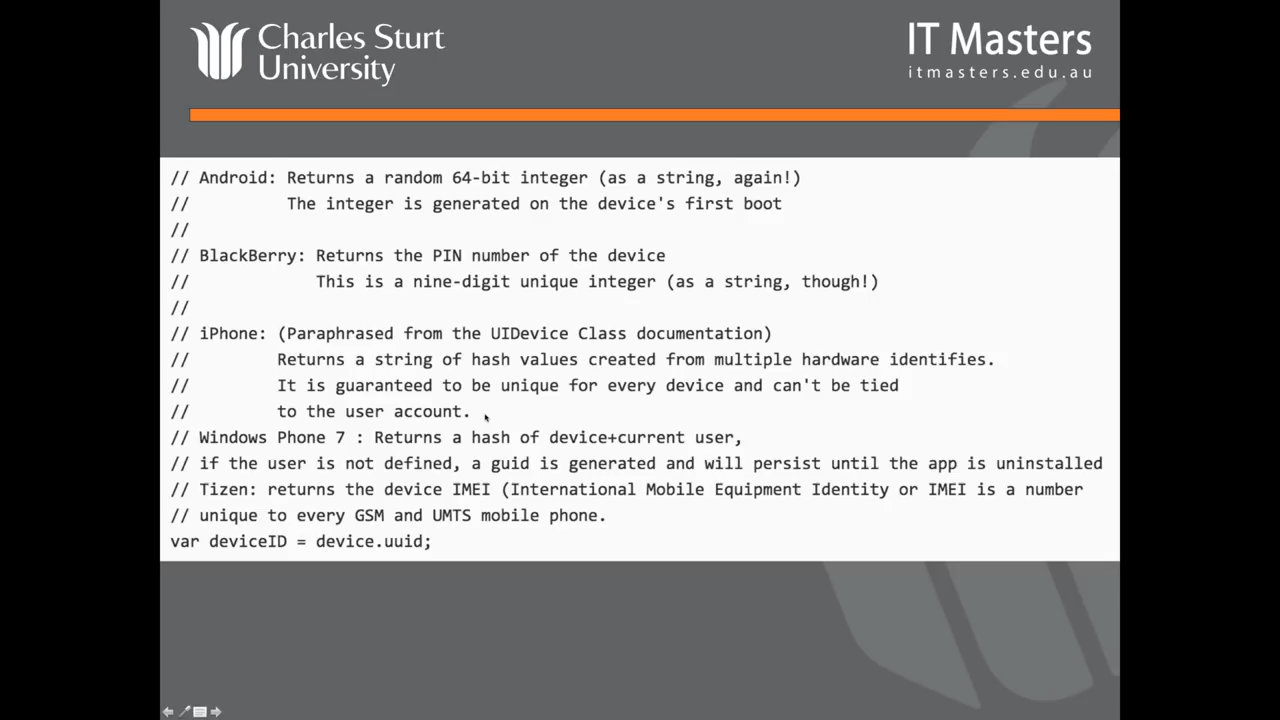 Charles Sturt
University
IT Masters
itmasters.edu.au
// Android: Returns a random 64-bit integer (as a string, again!)
// The integer is generated on the device's first boot
//
// BlackBerry: Returns the PIN number of the device
// This is a nine-digit unique integer (as a string, though!)
//
// iPhone: (Paraphrased from the UIDevice Class documentation)
// Returns a string of hash values created from multiple hardware identifies.
// It is guaranteed to be unique for every device and can't be tied
// to the user account.
// Windows Phone 7 : Returns a hash of device+current user,
// if the user is not defined, a guid is generated and will persist until the app is uninstalled
// Tizen: returns the device IMEI (International Mobile Equipment Identity or IMEI is a number
// unique to every GSM and UMTS mobile phone.
var deviceID = device.uuid;